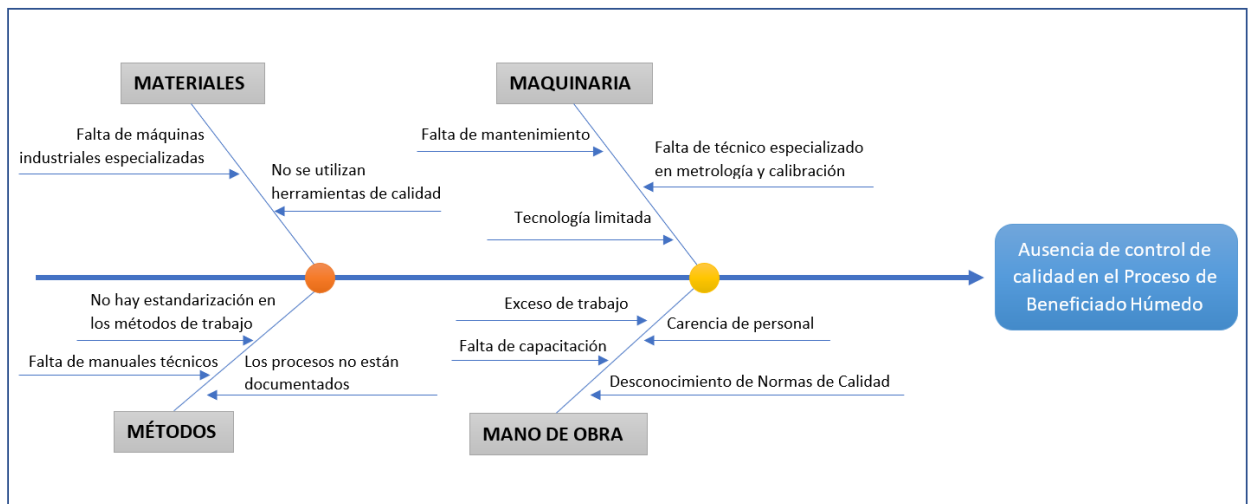 MATERIALES
Falta de máquinas
industriales especializadas
No se utilizan
herramientas de calidad
MAQUINARIA
Falta de mantenimiento
Falta de técnico especializado
en metrología y calibración
Tecnología limitada
Ausencia de control de
calidad en el Proceso de
Beneficiado Húmedo
No hay estandarización en
los métodos de trabajo
Falta de manuales técnicos
Los procesos no están
documentados
MÉTODOS
Exceso de trabajo
Carencia de personal
Falta de capacitación
Desconocimiento de Normas de Calidad
MANO DE OBRA